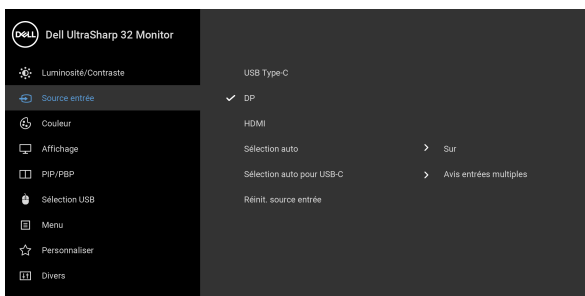 DELL Dell UltraSharp 32 Monitor
Luminosité/Contraste USB Type-C
Source entrée DP
Couleur HDMI
Affichage Sélection auto Sur
PIP/PBP Sélection auto pour USB-C Avis entrées multiples
Sélection USB Réinit. source entrée
Menu
Personnaliser
Divers